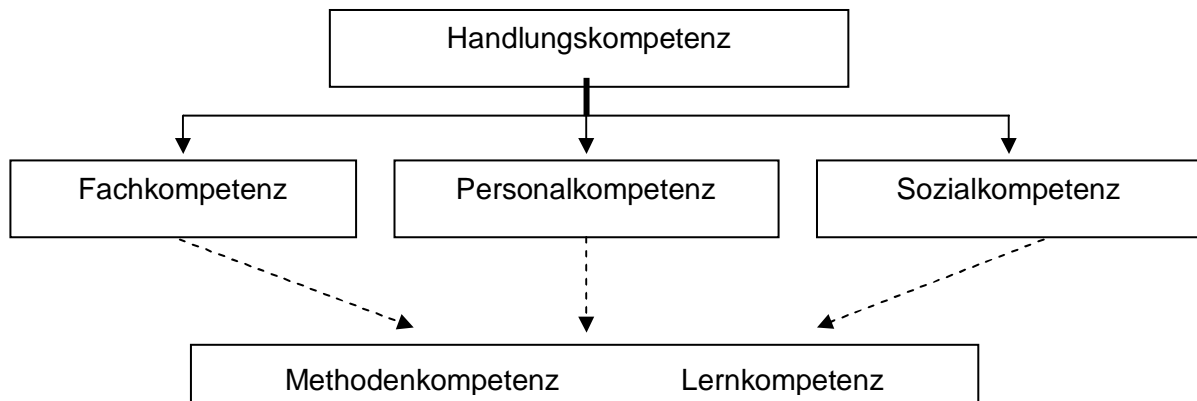 Handlungskompetenz
Fachkompetenz Personalkompetenz Sozialkompetenz
Methodenkompetenz Lernkompetenz